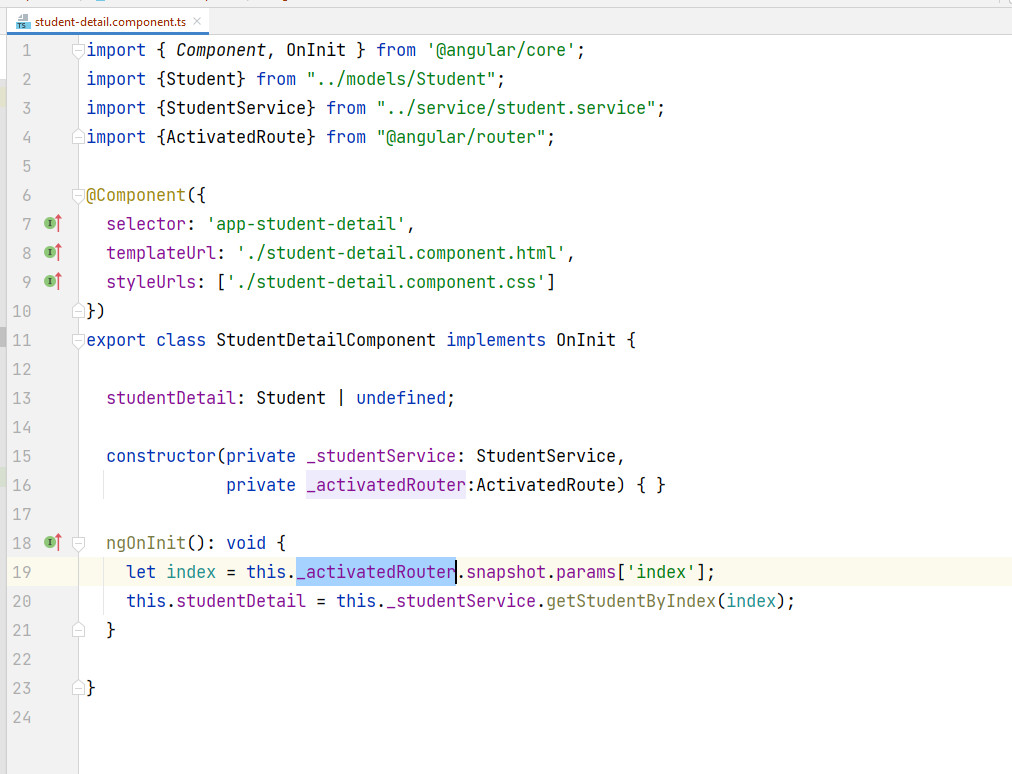 student-detail.component.ts
1 import { Component, OnInit } from '@angular/core';
2 import {Student} from "../models/Student";
3 import {StudentService} from "../service/student.service";
4 import {ActivatedRoute} from "@angular/router";
5
6 @Component({
7   selector: 'app-student-detail',
8   templateUrl: './student-detail.component.html',
9   styleUrls: ['./student-detail.component.css']
10 })
11 export class StudentDetailComponent implements OnInit {
12
13   studentDetail: Student | undefined;
14
15   constructor(private _studentService: StudentService,
16               private _activatedRouter:ActivatedRoute) { }
17
18   ngOnInit(): void {
19     let index = this._activatedRouter.snapshot.params['index'];
20     this.studentDetail = this._studentService.getStudentByIndex(index);
21   }
22
23 }
24